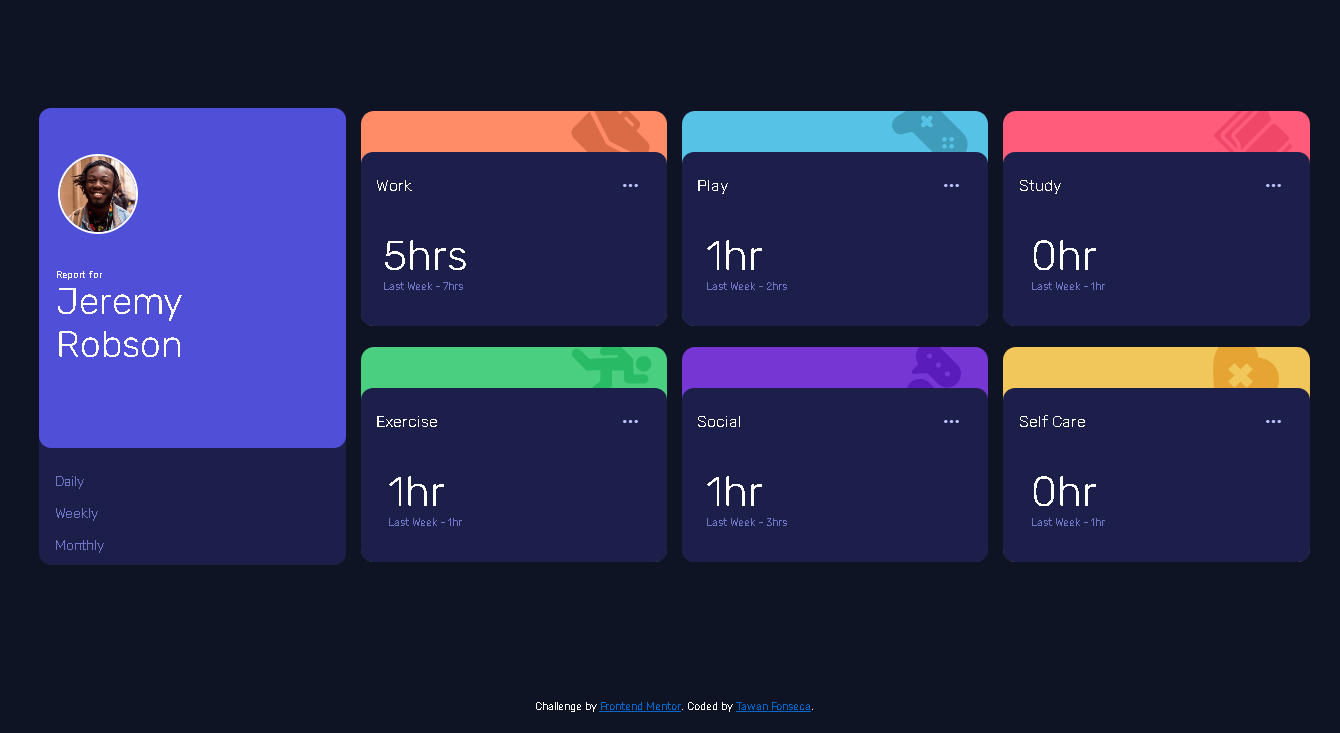 Report for
Jeremy
Robson
Daily
Weekly
Monthly
Work
5hrs
Last Week - 7hrs
Play
1hr
Last Week - 2hrs
Study
0hr
Last Week - 1hr
Exercise
1hr
Last Week - 1hr
Social
1hr
Last Week - 3hrs
Self Care
0hr
Last Week - 1hr
Challenge by Frontend Mentor. Coded by Tawan Fonseca.